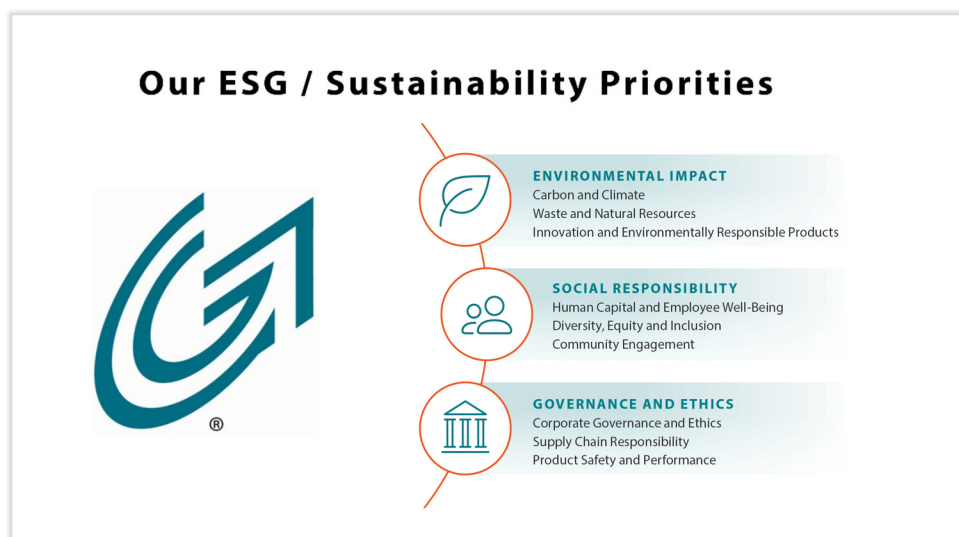 Our ESG / Sustainability Priorities
®
ENVIRONMENTAL IMPACT
Carbon and Climate
Waste and Natural Resources
Innovation and Environmentally Responsible Products
SOCIAL RESPONSIBILITY
Human Capital and Employee Well-Being
Diversity, Equity and Inclusion
Community Engagement
GOVERNANCE AND ETHICS
Corporate Governance and Ethics
Supply Chain Responsibility
Product Safety and Performance